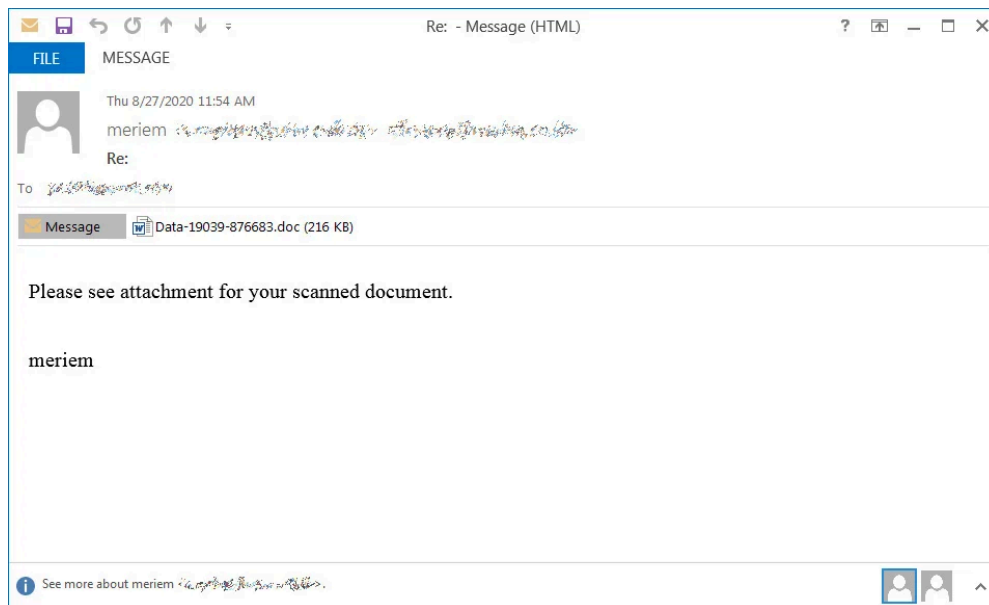 Re: - Message (HTML)
?
FILE MESSAGE
Thu 8/27/2020 11:54 AM
meriem
Re:
To
Message Data-19039-876683.doc (216 KB)
Please see attachment for your scanned document.
meriem
See more about meriem